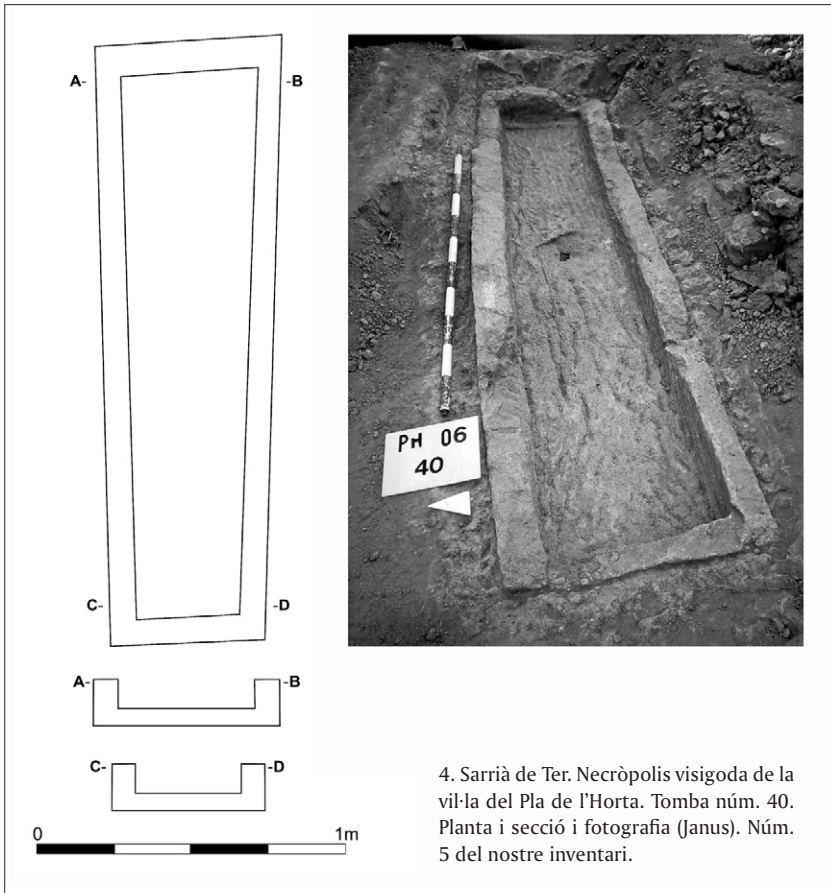 A-
-B
C-
-D
A-
-B
C-
-D
0
1m
PH 06
40
4. Sarrià de Ter. Necròpolis visigoda de la
vil·la del Pla de l’Horta. Tomba núm. 40.
Planta i secció i fotografia (Janus). Núm.
5 del nostre inventari.